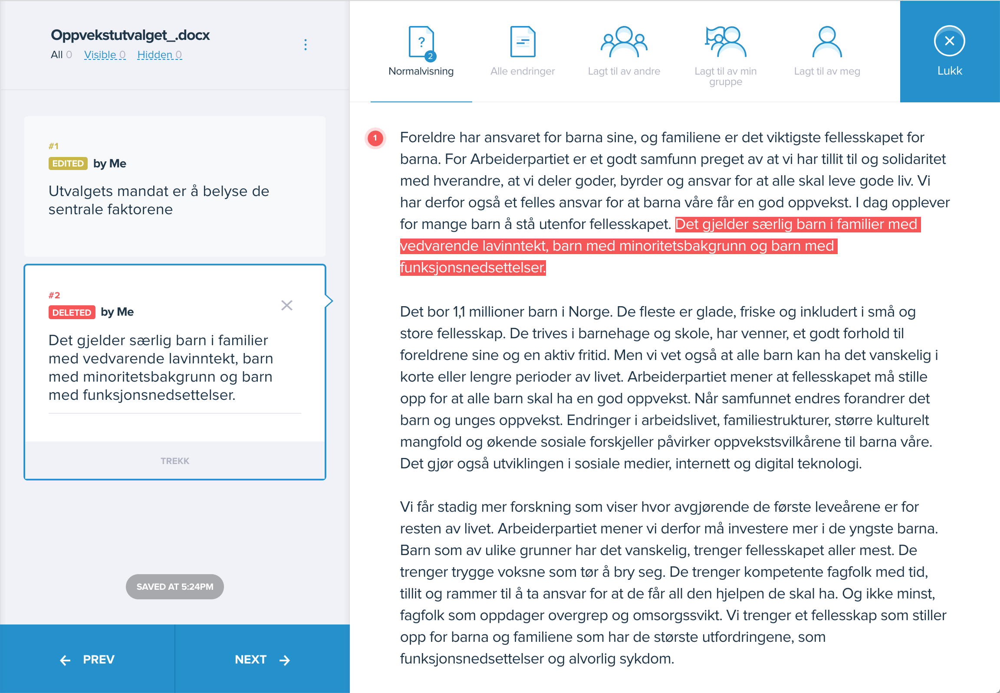 Oppvekstutvalget_.docx
All 0 Visible 0 Hidden 0
#1
EDITED by Me
Utvalgets mandat er å belyse de
sentrale faktorene
#2
DELETED by Me
Det gjelder særlig barn i familier
med vedvarende lavinntekt, barn
med minoritetsbakgrunn og barn
med funksjonsnedsettelser.
TREKK
SAVED AT 5:24PM
PREV
NEXT
?
2
Normalvisning
Alle endringer
Lagt til av andre
Lagt til av min
gruppe
Lagt til av meg
Lukk
1
Foreldre har ansvaret for barna sine, og familiene er det viktigste fellesskapet for
barna. For Arbeiderpartiet er et godt samfunn preget av at vi har tillit til og solidaritet
med hverandre, at vi deler goder, byrder og ansvar for at alle skal leve gode liv. Vi
har derfor også et felles ansvar for at barna våre får en god oppvekst. I dag opplever
for mange barn å stå utenfor fellesskapet. Det gjelder særlig barn i familier med
vedvarende lavinntekt, barn med minoritetsbakgrunn og barn med
funksjonsnedsettelser.
Det bor 1,1 millioner barn i Norge. De fleste er glade, friske og inkludert i små og
store fellesskap. De trives i barnehage og skole, har venner, et godt forhold til
foreldrene sine og en aktiv fritid. Men vi vet også at alle barn kan ha det vanskelig i
korte eller lengre perioder av livet. Arbeiderpartiet mener at fellesskapet må stille
opp for at alle barn skal ha en god oppvekst. Når samfunnet endres forandrer det
barn og unges oppvekst. Endringer i arbeidslivet, familiestrukturer, større kulturelt
mangfold og økende sosiale forskjeller påvirker oppvekstsvilkårene til barna våre.
Det gjør også utviklingen i sosiale medier, internett og digital teknologi.
Vi får stadig mer forskning som viser hvor avgjørende de første leveårene er for
resten av livet. Arbeiderpartiet mener vi derfor må investere mer i de yngste barna.
Barn som av ulike grunner har det vanskelig, trenger fellesskapet aller mest. De
trenger trygge voksne som tør å bry seg. De trenger kompetente fagfolk med tid,
tillit og rammer til å ta ansvar for at de får all den hjelpen de skal ha. Og ikke minst,
fagfolk som oppdager overgrep og omsorgssvikt. Vi trenger et fellesskap som stiller
opp for barna og familiene som har de største utfordringene, som
funksjonsnedsettelser og alvorlig sykdom.